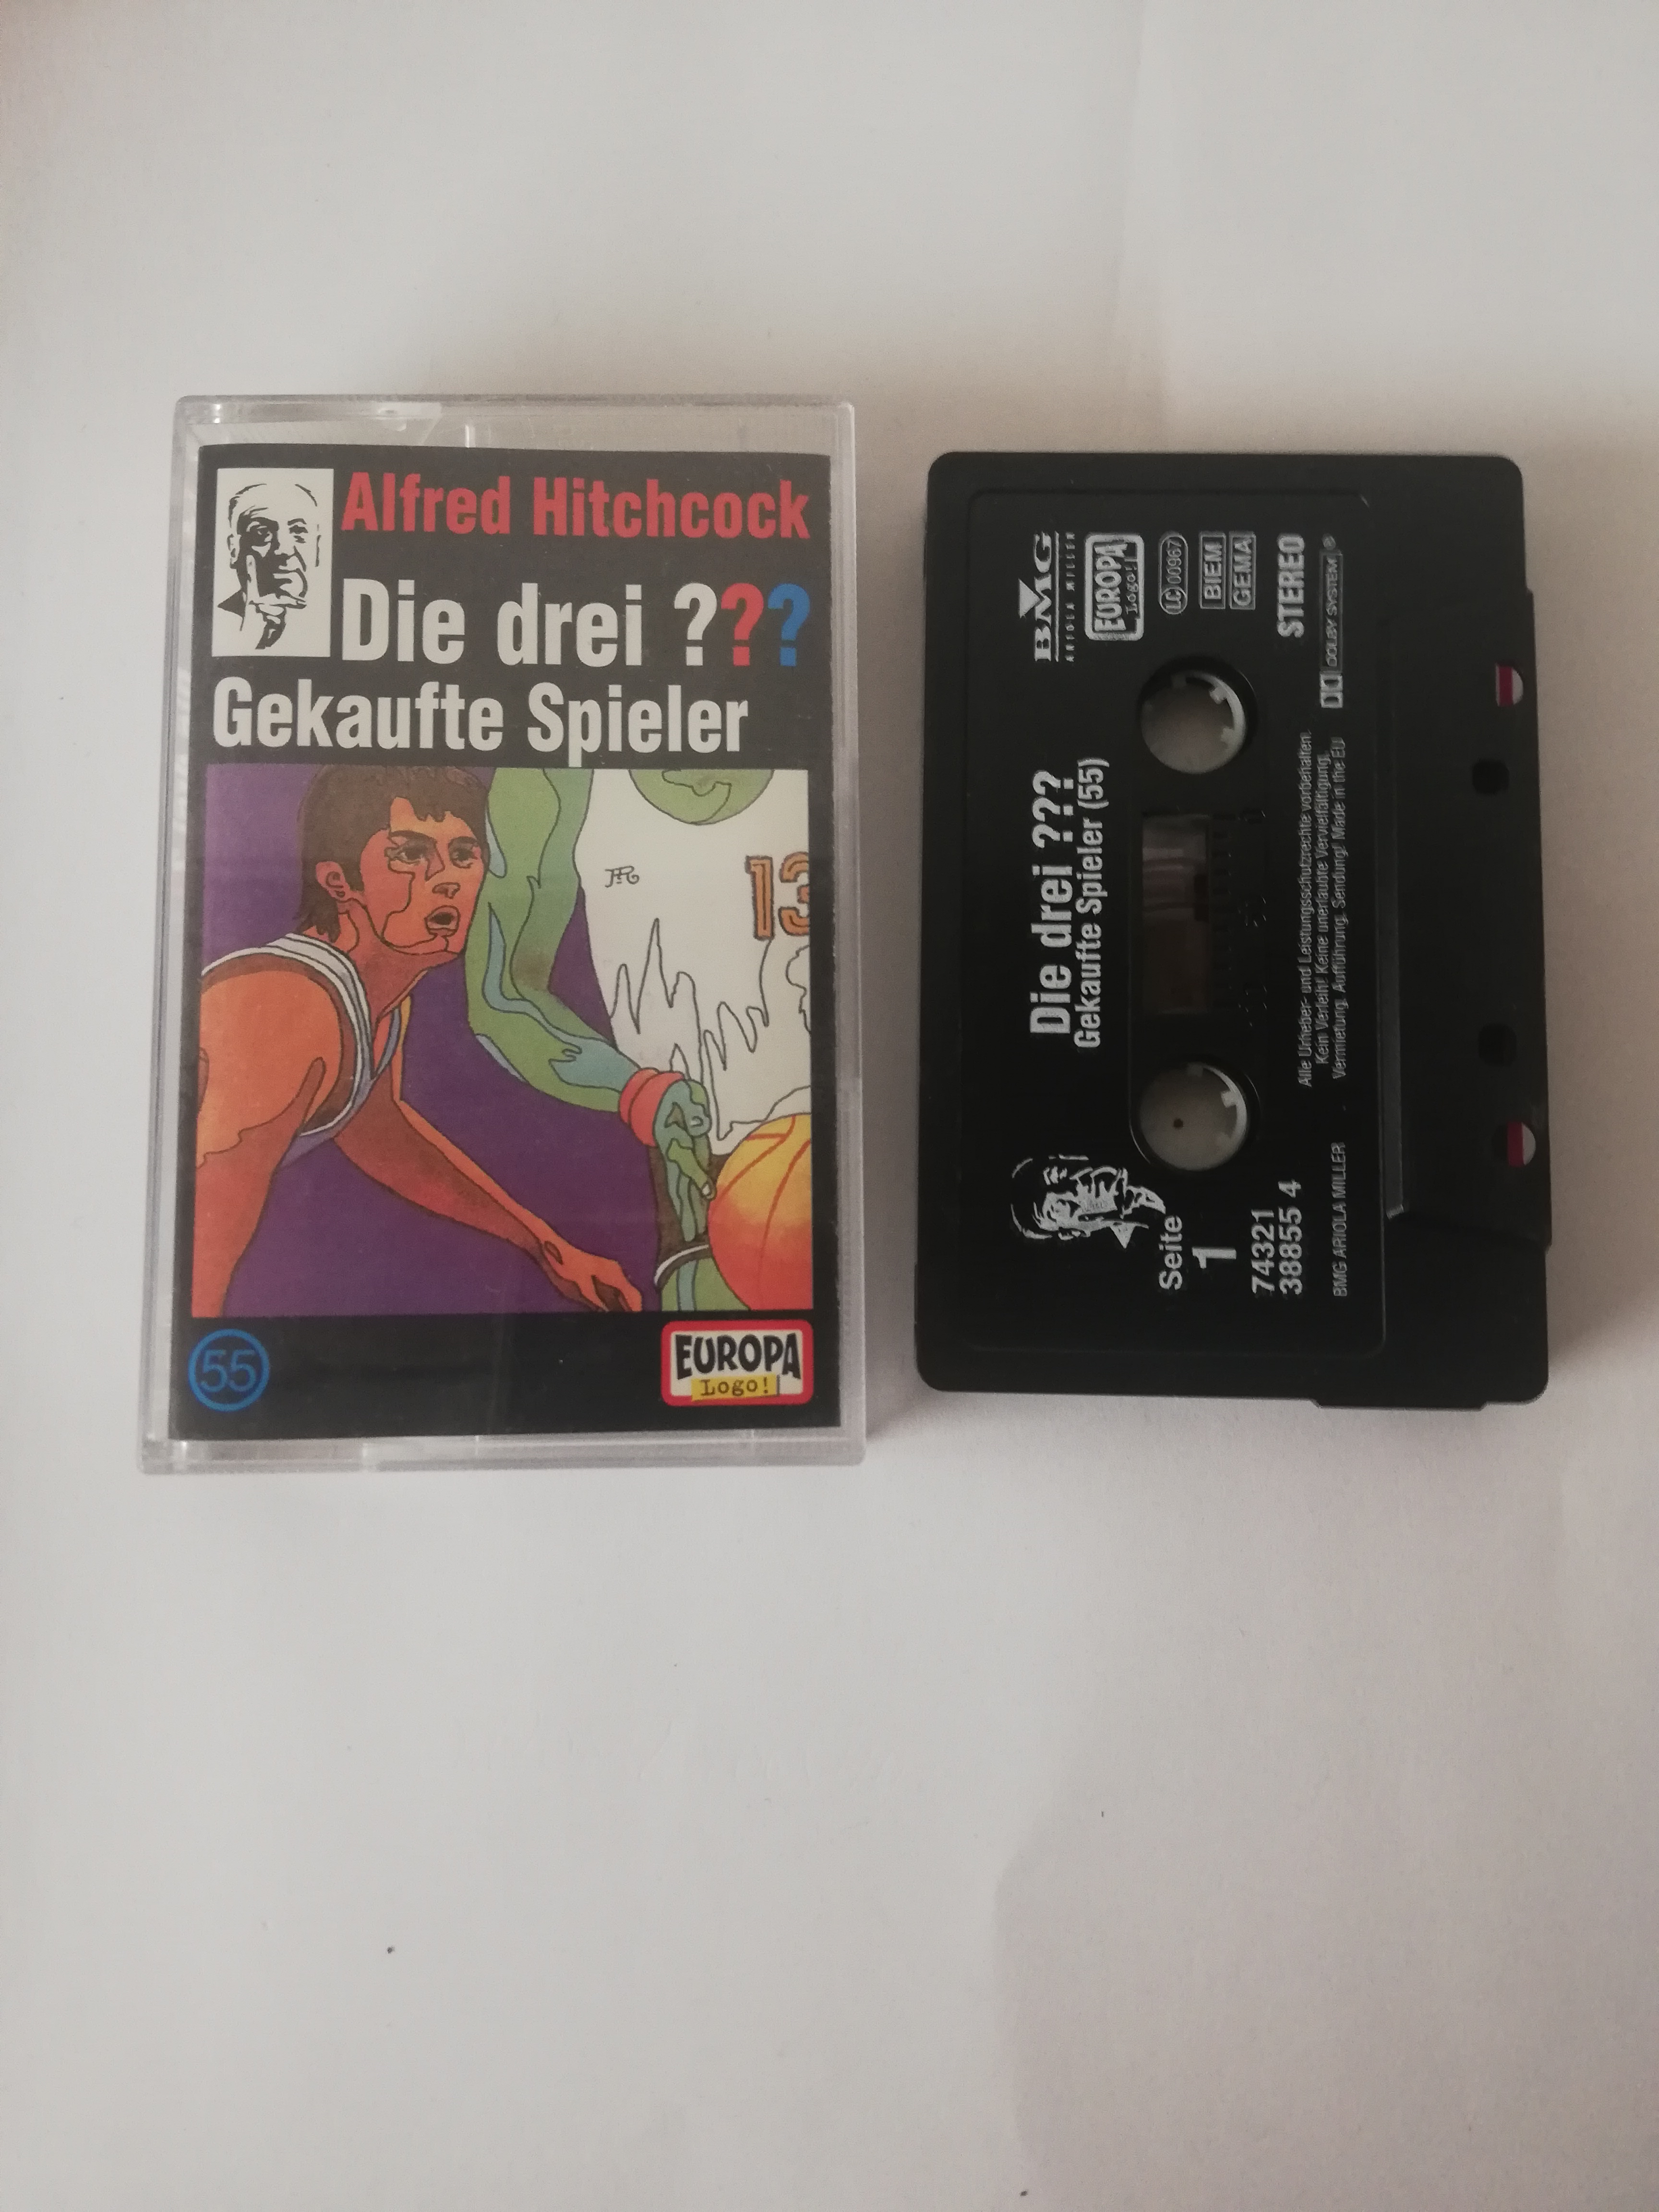 Alfred Hitchcock
Die drei ???
Gekaufte Spieler
13
55
EUROPA
Logo!
BMG
ARIOLA MILLER
EUROPA
Logo!
LC 00967
BIEM
GEMA
STEREO
DOLBY SYSTEM
Die drei ???
Gekaufte Spieler (55)
Seite
1
74321
38855 4
Alle Urheber- und Leistungsschutzrechte vorbehalten.
Kein Verleih! Keine unerlaubte Vervielfältigung,
Vermietung, Aufführung, Sendung! Made in the EU
BMG ARIOLA MILLER